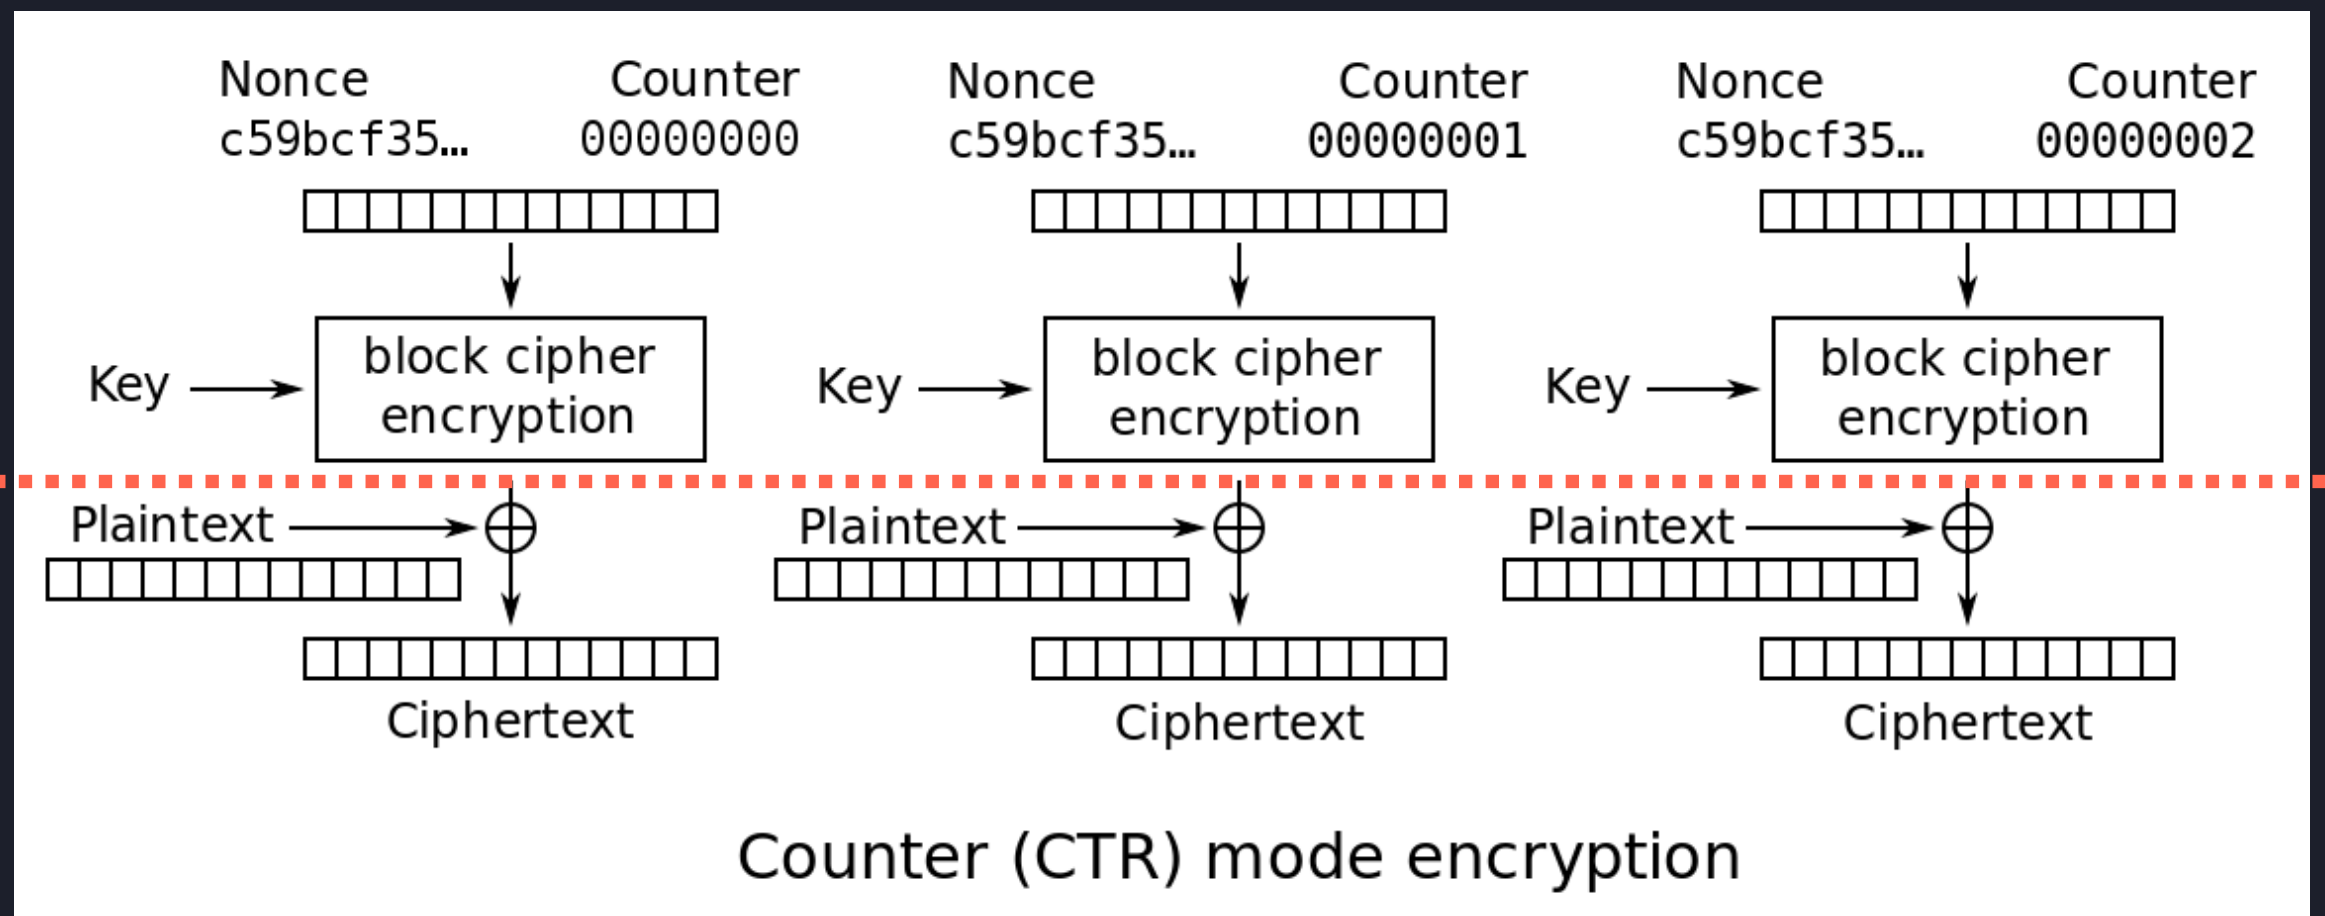 Nonce Counter Nonce Counter Nonce Counter
c59bcf35… 00000000 c59bcf35… 00000001 c59bcf35… 00000002
block cipher block cipher block cipher
Key Key Key
encryption encryption encryption
Plaintext Plaintext Plaintext
Ciphertext Ciphertext Ciphertext
Counter (CTR) mode encryption